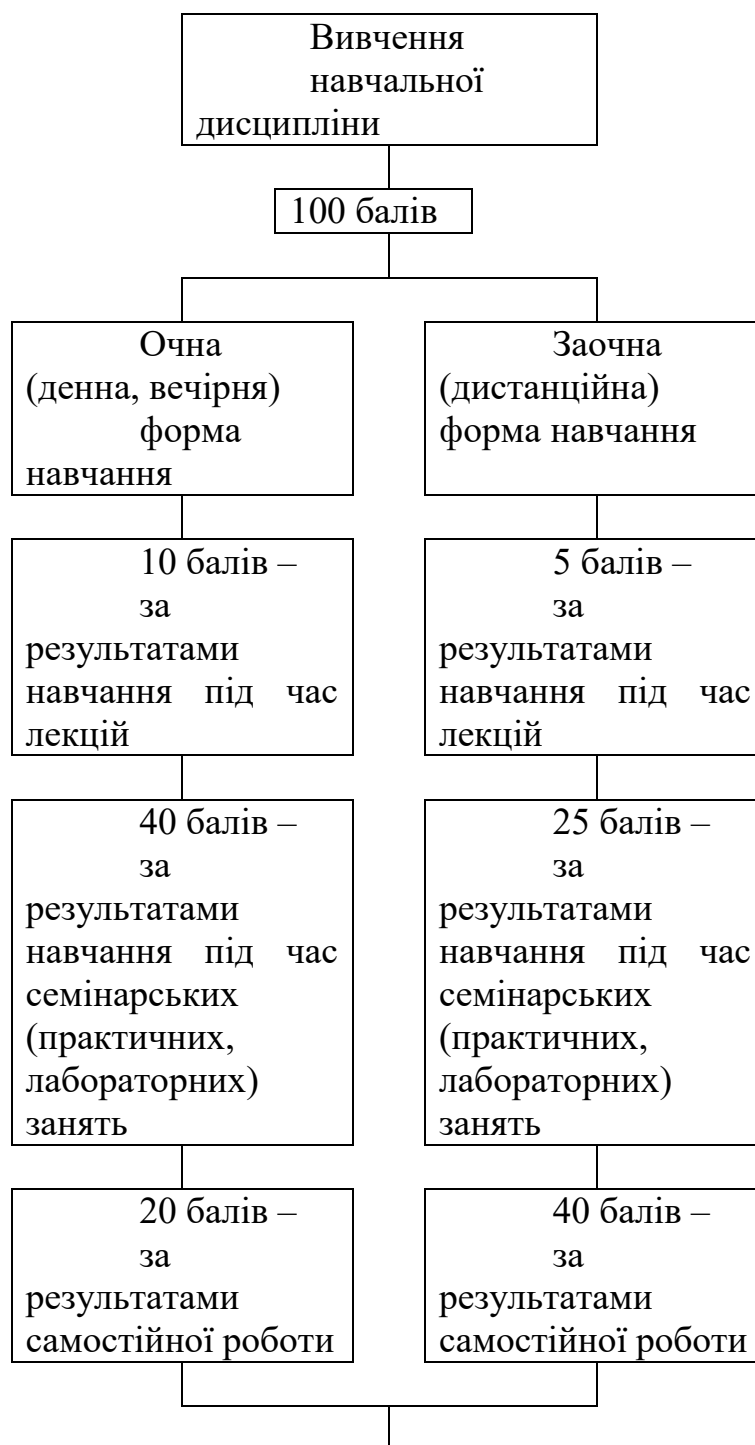 Вивчення
навчальної
дисципліни
100 балів
Очна
(денна, вечірня)
форма
навчання
Заочна
(дистанційна)
форма навчання
10 балів –
за
результатами
навчання під час
лекцій
5 балів –
за
результатами
навчання під час
лекцій
40 балів –
за
результатами
навчання під час
семінарських
(практичних,
лабораторних)
занять
25 балів –
за
результатами
навчання під час
семінарських
(практичних,
лабораторних)
занять
20 балів –
за
результатами
самостійної роботи
40 балів –
за
результатами
самостійної роботи